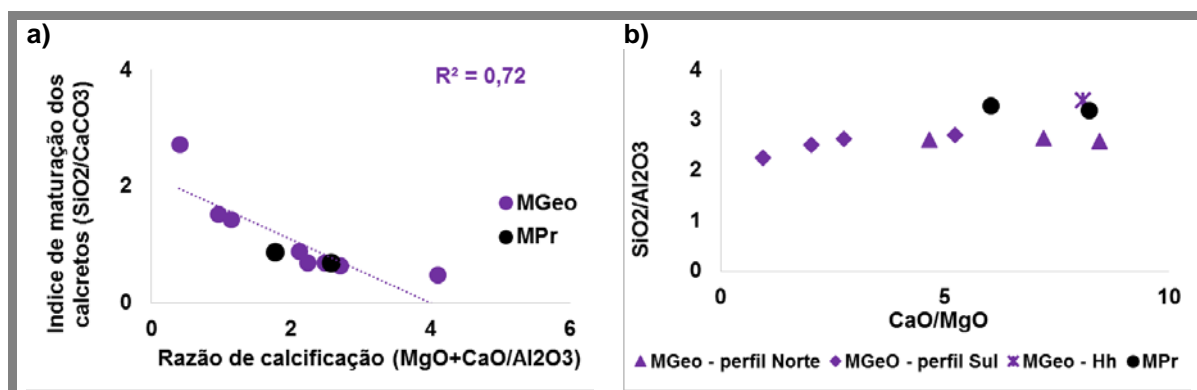 a)
R² = 0,72
Indice de maturação dos
calcretos (SiO2/CaCO3)
4
2
0
MGeo
MPr
0 2 4 6
Razão de calcificação (MgO+CaO/Al2O3)
b)
SiO2/Al2O3
4
3
2
1
0
0 5 10
CaO/MgO
MGeo - perfil Norte MGeO - perfil Sul MGeo - Hh MPr